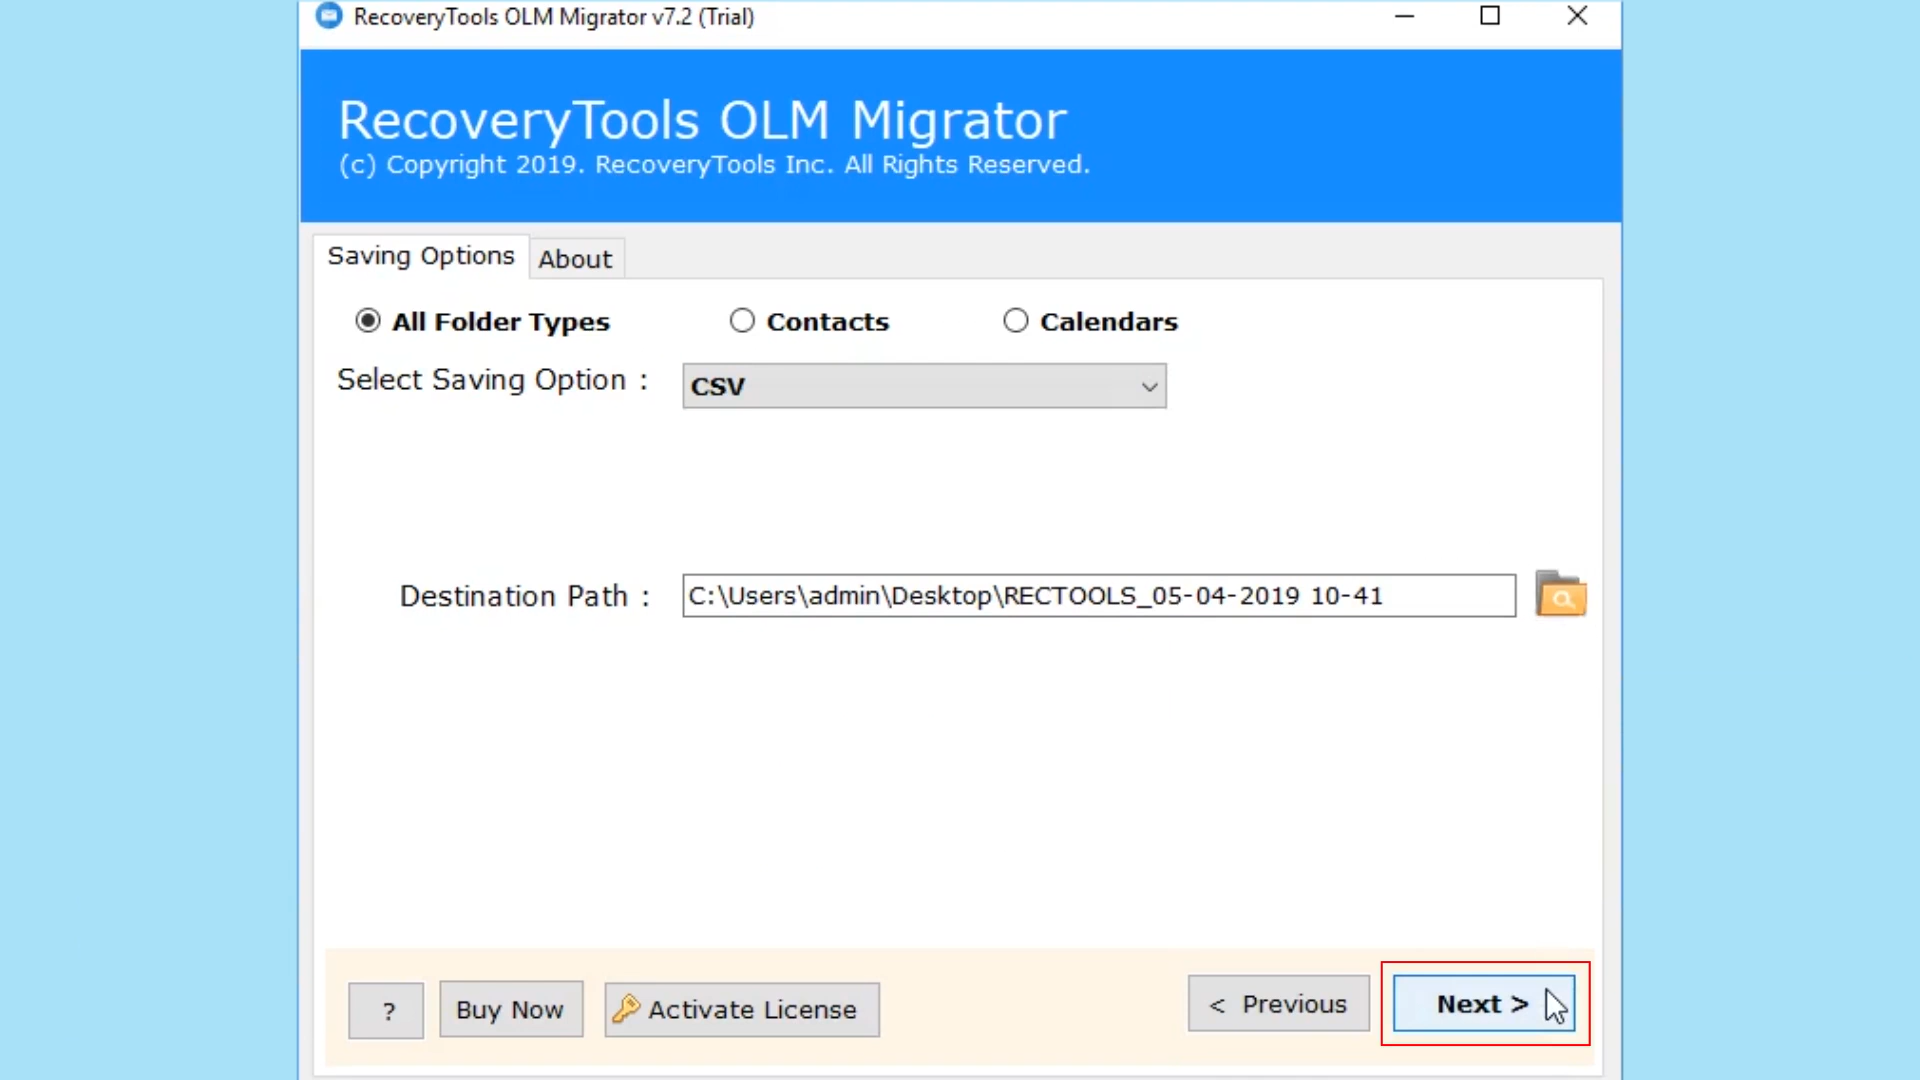 RecoveryTools OLM Migrator v7.2 (Trial)
RecoveryTools OLM Migrator
(c) Copyright 2019. RecoveryTools Inc. All Rights Reserved.
Saving Options
About
All Folder Types
Contacts
Calendars
Select Saving Option :
CSV
Destination Path :
C:\Users\admin\Desktop\RECTOOLS_05-04-2019 10-41
?
Buy Now
Activate License
< Previous
Next >